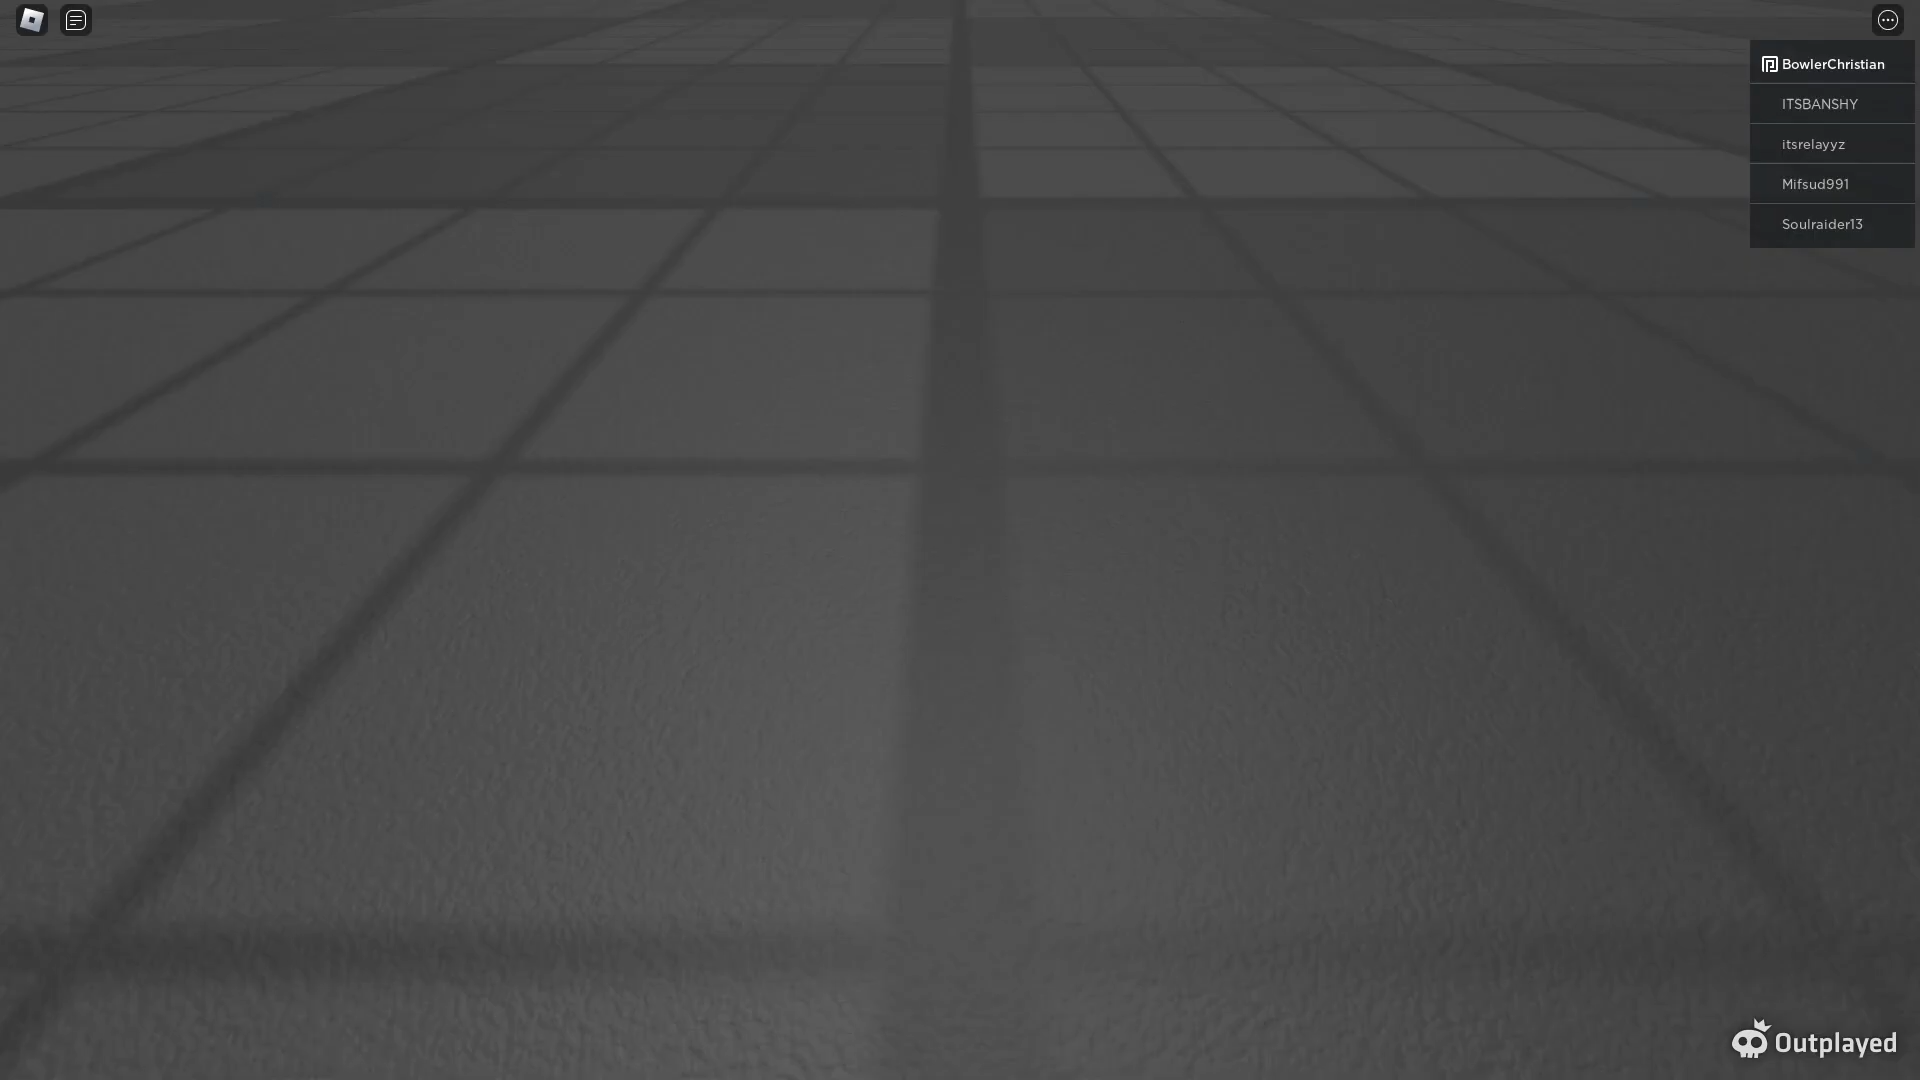 BowlerChristian
ITSBANSHY
itsrelayyz
Mifsud991
Soulraider13
Outplayed